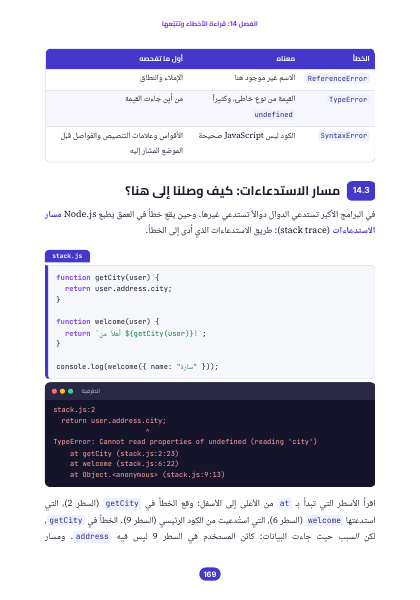 الفصل 14: قراءة الأخطاء وتتبّعها
الخطأ معناه أول ما تفحصه
ReferenceError الاسم غير موجود هنا الإملاء والنطاق
TypeError القيمة من نوع خاطئ، وكثيراً من أين جاءت القيمة
undefined
SyntaxError الكود ليس JavaScript صحيحة الأقواس وعلامات التنصيص والفواصل قبل
الموضع المشار إليه
14.3 مسار الاستدعاءات: كيف وصلنا إلى هنا؟
في البرامج الأكبر تستدعي الدوال دوالاً تستدعي غيرها. وحين يقع خطأ في العمق يطبع Node.js مسار
الاستدعاءات (stack trace): طريق الاستدعاءات الذي أدى إلى الخطأ.
stack.js
function getCity(user) {
return user.address.city;
}
function welcome(user) {
return `أهلاً من ${getCity(user)}!`;
}
console.log(welcome({ name: "سارة" }));
الطرفية
stack.js:2
return user.address.city;
^
TypeError: Cannot read properties of undefined (reading 'city')
at getCity (stack.js:2:23)
at welcome (stack.js:6:22)
at Object.<anonymous> (stack.js:9:13)
اقرأ الأسطر التي تبدأ بـ at من الأعلى إلى الأسفل: وقع الخطأ في getCity (السطر 2)، التي
استدعتها welcome (السطر 6)، التي استُدعيت من الكود الرئيسي (السطر 9). الخطأ في getCity،
لكن السبب حيث جاءت البيانات: كائن المستخدم في السطر 9 ليس فيه address. ومسار
169